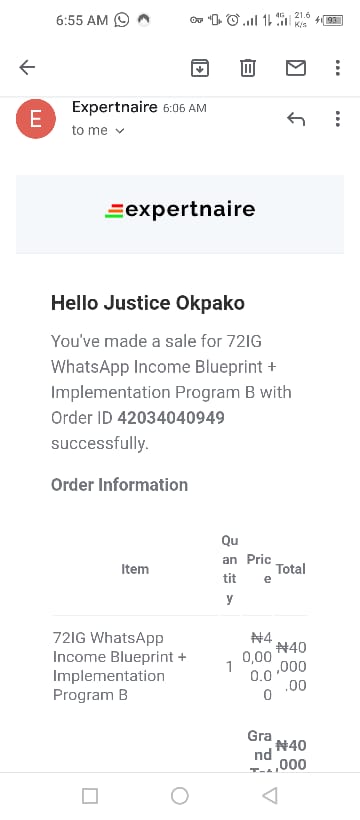 6:55 AM 4G 21.6 K/s 93
Expertnaire 6:06 AM
E
to me
expertnaire
Hello Justice Okpako
You've made a sale for 72IG
WhatsApp Income Blueprint +
Implementation Program B with
Order ID 42034040949
successfully.
Order Information
Item Quantity Price Total
72IG WhatsApp
Income Blueprint +
Implementation
Program B
1
₦40,000.00
₦40,000.00
Grand
₦40,000